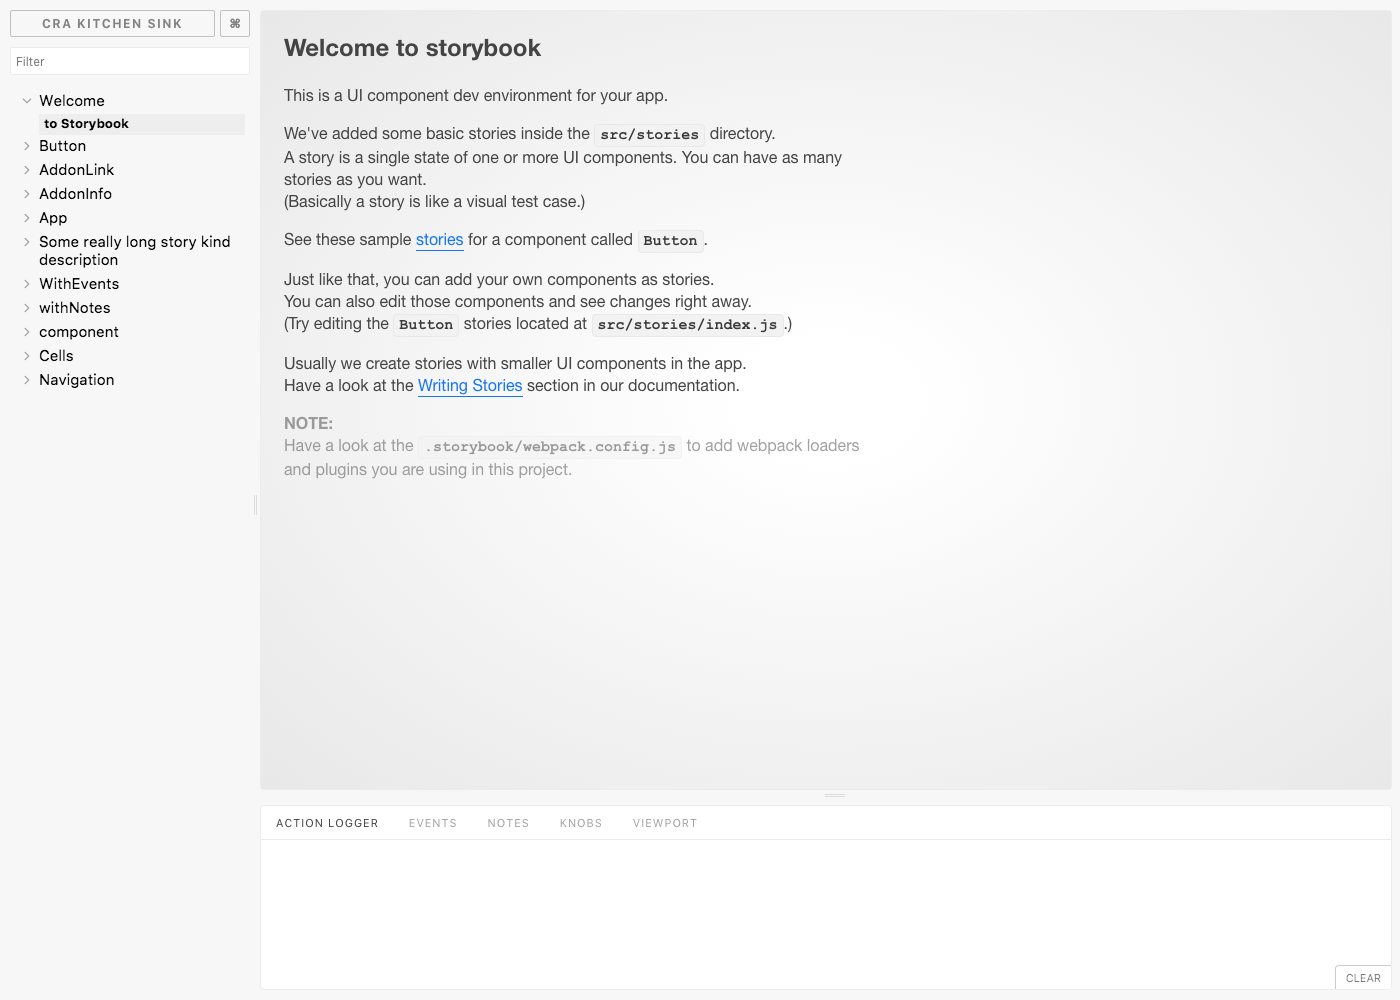 CRA KITCHEN SINK
⌘
Filter
Welcome
to Storybook
Button
AddonLink
AddonInfo
App
Some really long story kind
description
WithEvents
withNotes
component
Cells
Navigation
Welcome to storybook
This is a UI component dev environment for your app.
We've added some basic stories inside the src/stories directory.
A story is a single state of one or more UI components. You can have as many
stories as you want.
(Basically a story is like a visual test case.)
See these sample stories for a component called Button.
Just like that, you can add your own components as stories.
You can also edit those components and see changes right away.
(Try editing the Button stories located at src/stories/index.js.)
Usually we create stories with smaller UI components in the app.
Have a look at the Writing Stories section in our documentation.
NOTE:
Have a look at the .storybook/webpack.config.js to add webpack loaders
and plugins you are using in this project.
ACTION LOGGER EVENTS NOTES KNOBS VIEWPORT
CLEAR